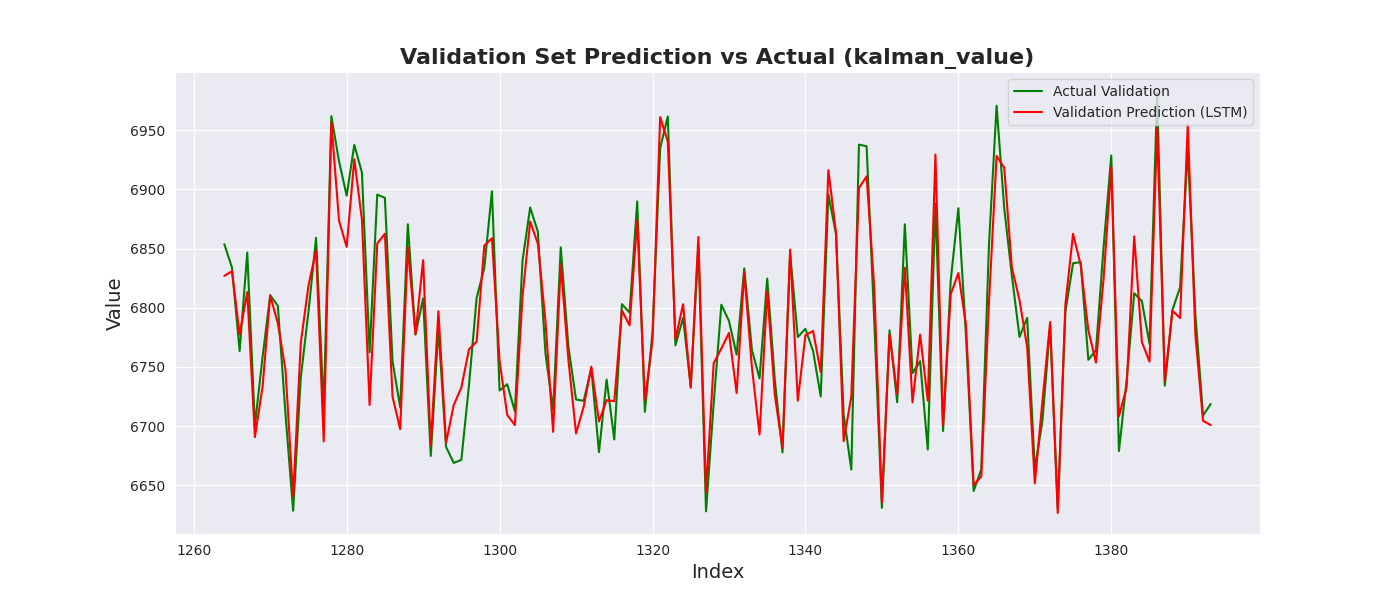 Validation Set Prediction vs Actual (kalman_value)
Actual Validation
Validation Prediction (LSTM)
Value
6950
6900
6850
6800
6750
6700
6650
1260
1280
1300
1320
1340
1360
1380
Index